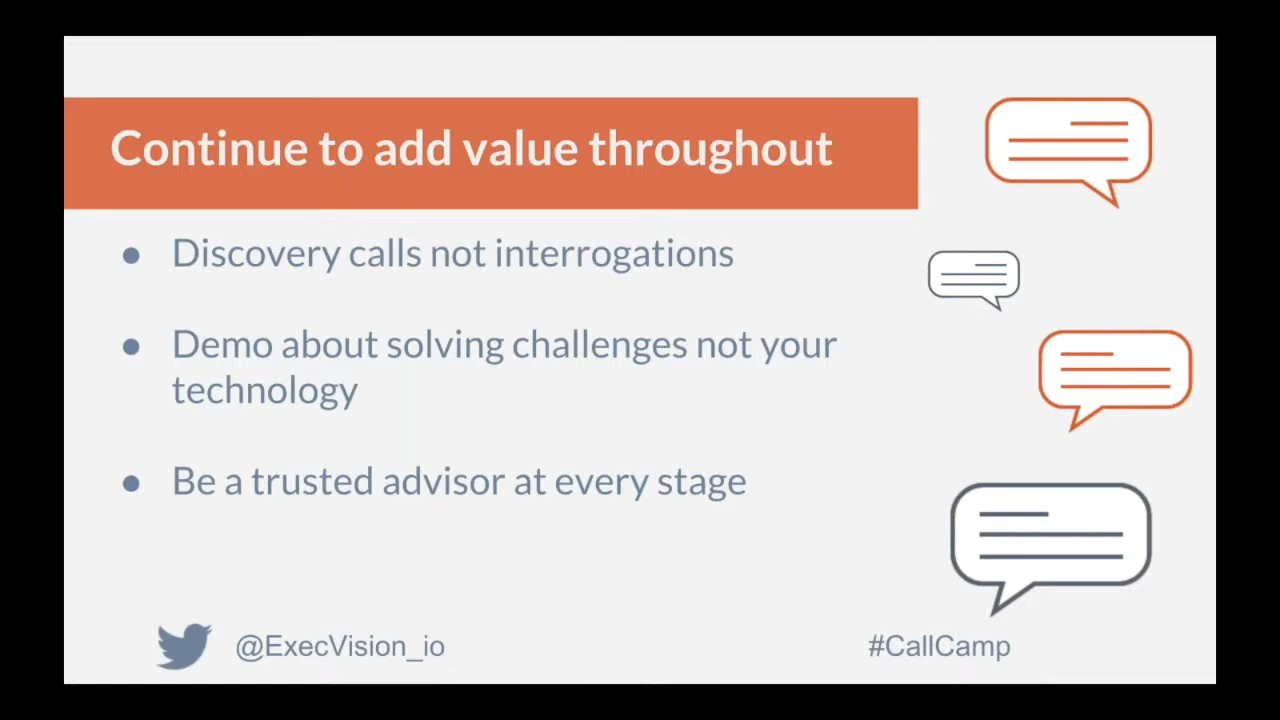 Continue to add value throughout
● Discovery calls not interrogations
● Demo about solving challenges not your
technology
● Be a trusted advisor at every stage
@ExecVision_io
#CallCamp